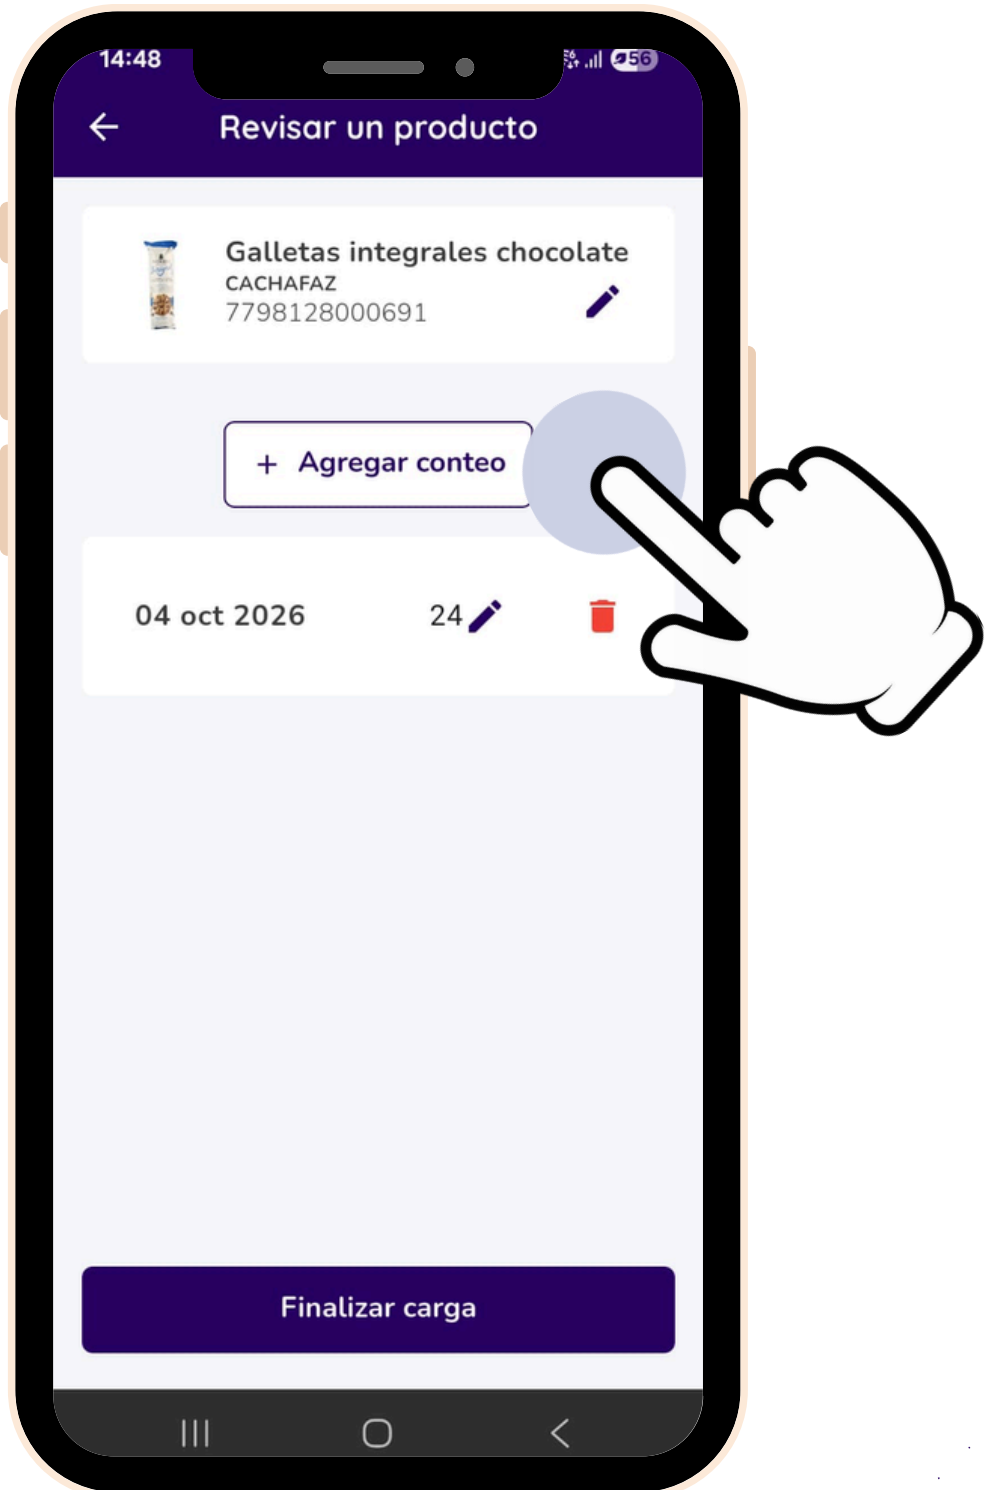 14:48
56
Revisar un producto
Galletas integrales chocolate
CACHAFAZ
7798128000691
+ Agregar conteo
04 oct 2026 24
Finalizar carga